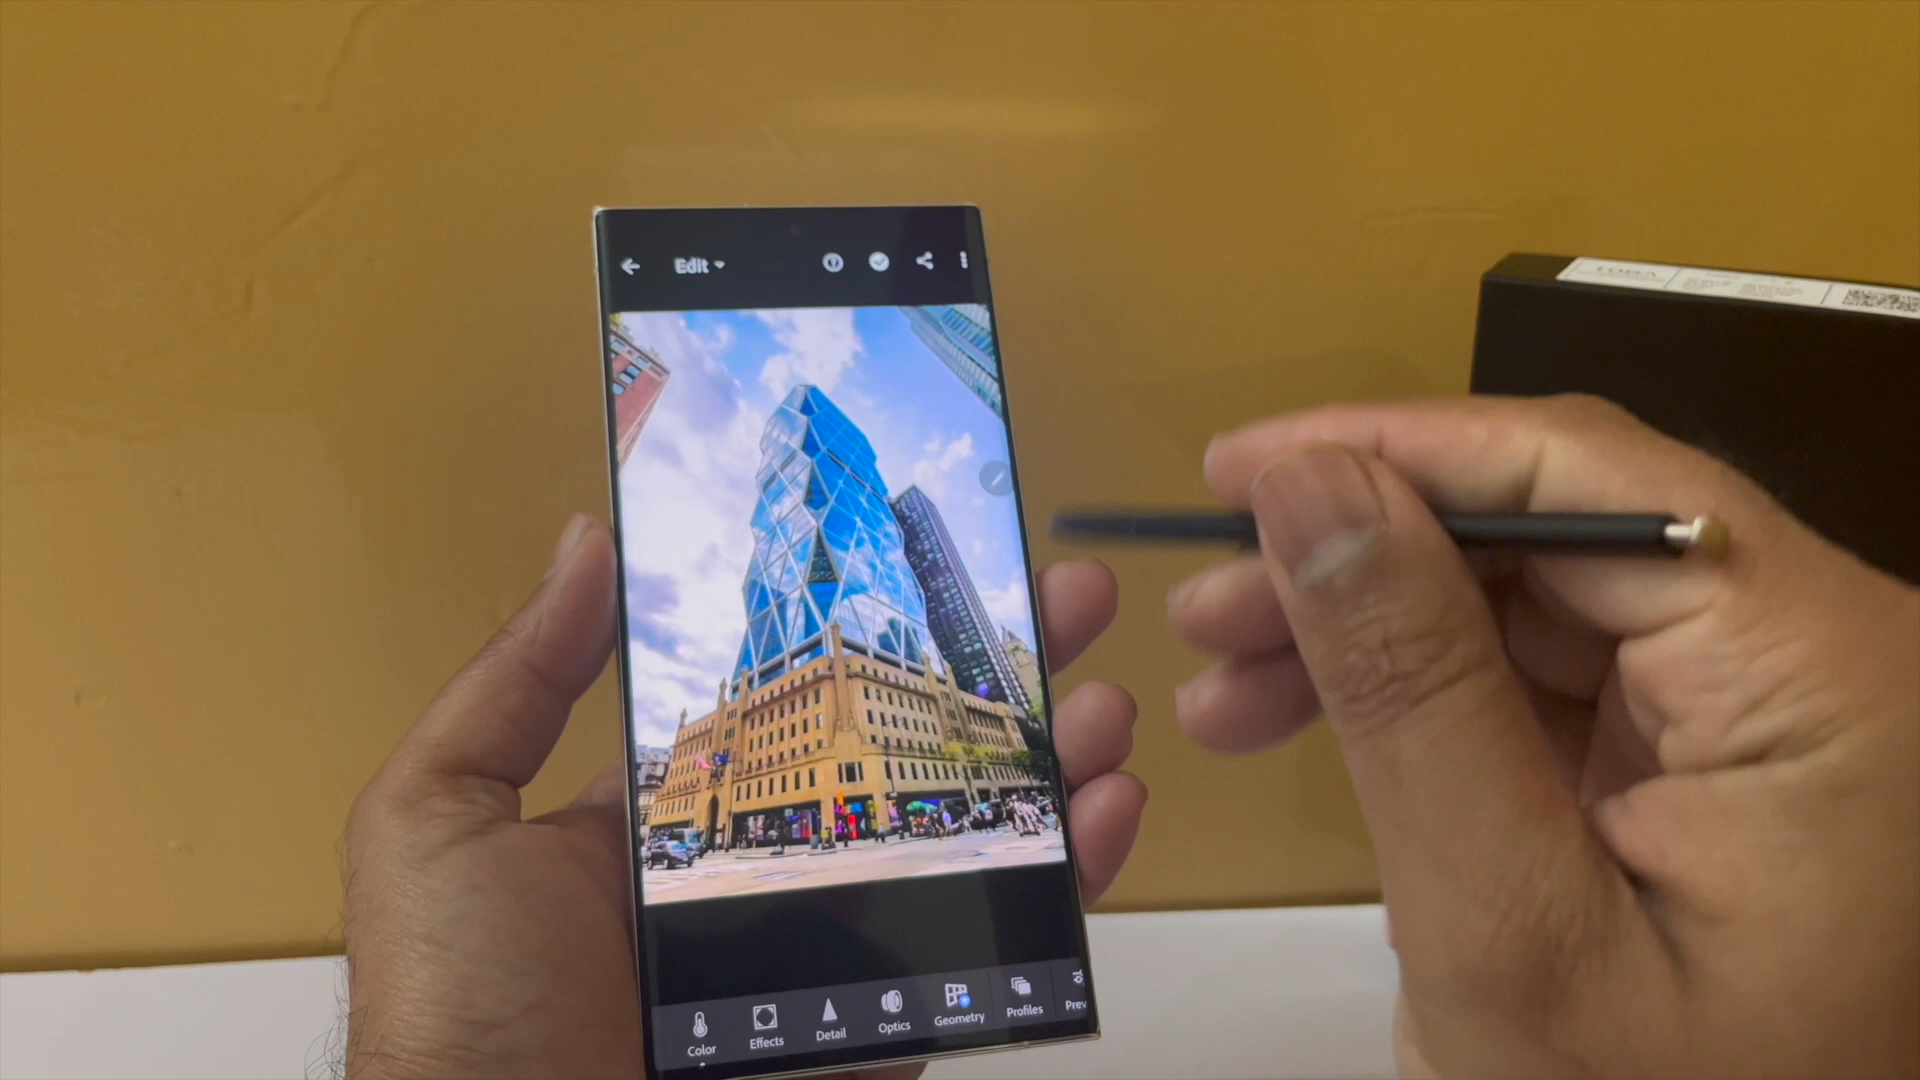 Edit
Color
Effects
Detail
Optics
Geometry
Profiles
Prev